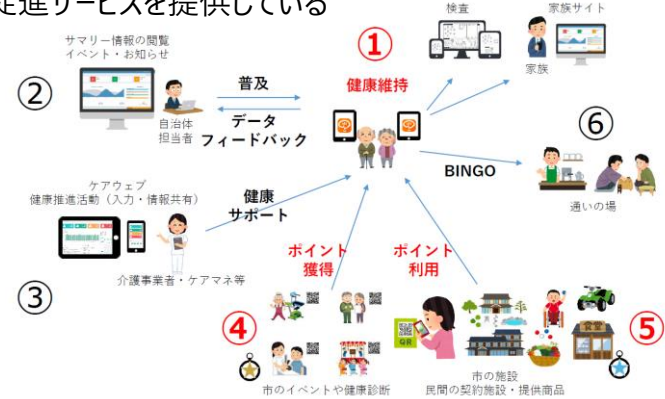 促進サービスを提供している
サマリー情報の閲覧
イベント・お知らせ
②
自治体
担当者
普及
データ
フィードバック
①
健康維持
検査
家族サイト
家族
⑥
BINGO
通いの場
ケアウェブ
健康推進活動（入力・情報共有）
③
介護事業者・ケアマネ等
健康
サポート
ポイント
獲得
ポイント
利用
④
市のイベントや健康診断
QR
⑤
食堂
市の施設
民間の契約施設・提供商品